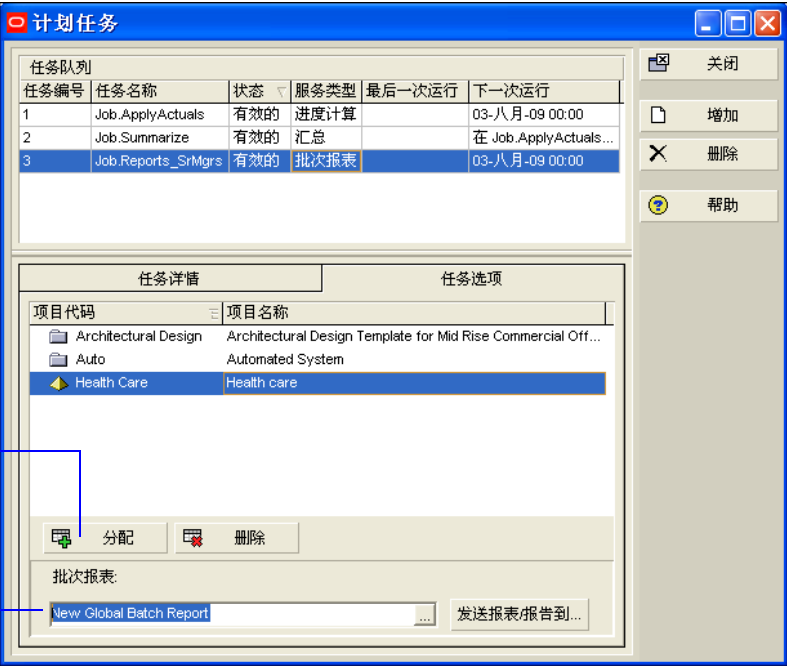 计划任务
关闭
增加
删除
帮助
任务队列
任务编号 任务名称 状态 服务类型 最后一次运行 下一次运行
1 Job.ApplyActuals 有效的 进度计算 03-八月-09 00:00
2 Job.Summarize 有效的 汇总 在 Job.ApplyActuals...
3 Job.Reports_SrMgrs 有效的 批次报表 03-八月-09 00:00
任务详情 任务选项
项目代码 项目名称
Architectural Design Architectural Design Template for Mid Rise Commercial Off...
Auto Automated System
Health Care Health care
分配 删除
批次报表:
New Global Batch Report ... 发送报表/报告到...